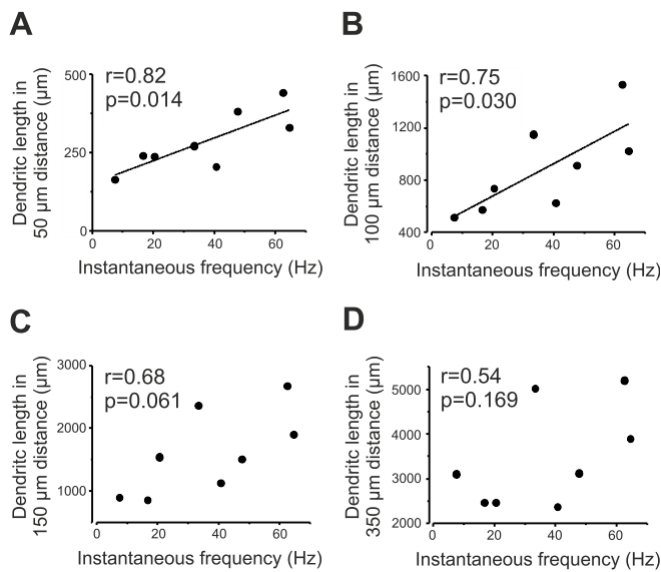 A
r=0.82
p=0.014
Dendritc length in
50 µm distance (µm)
500
250
0
0 20 40 60
Instantaneous frequency (Hz)
B
r=0.75
p=0.030
Dendritc length in
100 µm distance (µm)
1600
1200
800
400
0 20 40 60
Instantaneous frequency (Hz)
C
r=0.68
p=0.061
Dendritc length in
150 µm distance (µm)
3000
2000
1000
0 20 40 60
Instantaneous frequency (Hz)
D
r=0.54
p=0.169
Dendritc length in
350 µm distance (µm)
5000
4000
3000
2000
0 20 40 60
Instantaneous frequency (Hz)